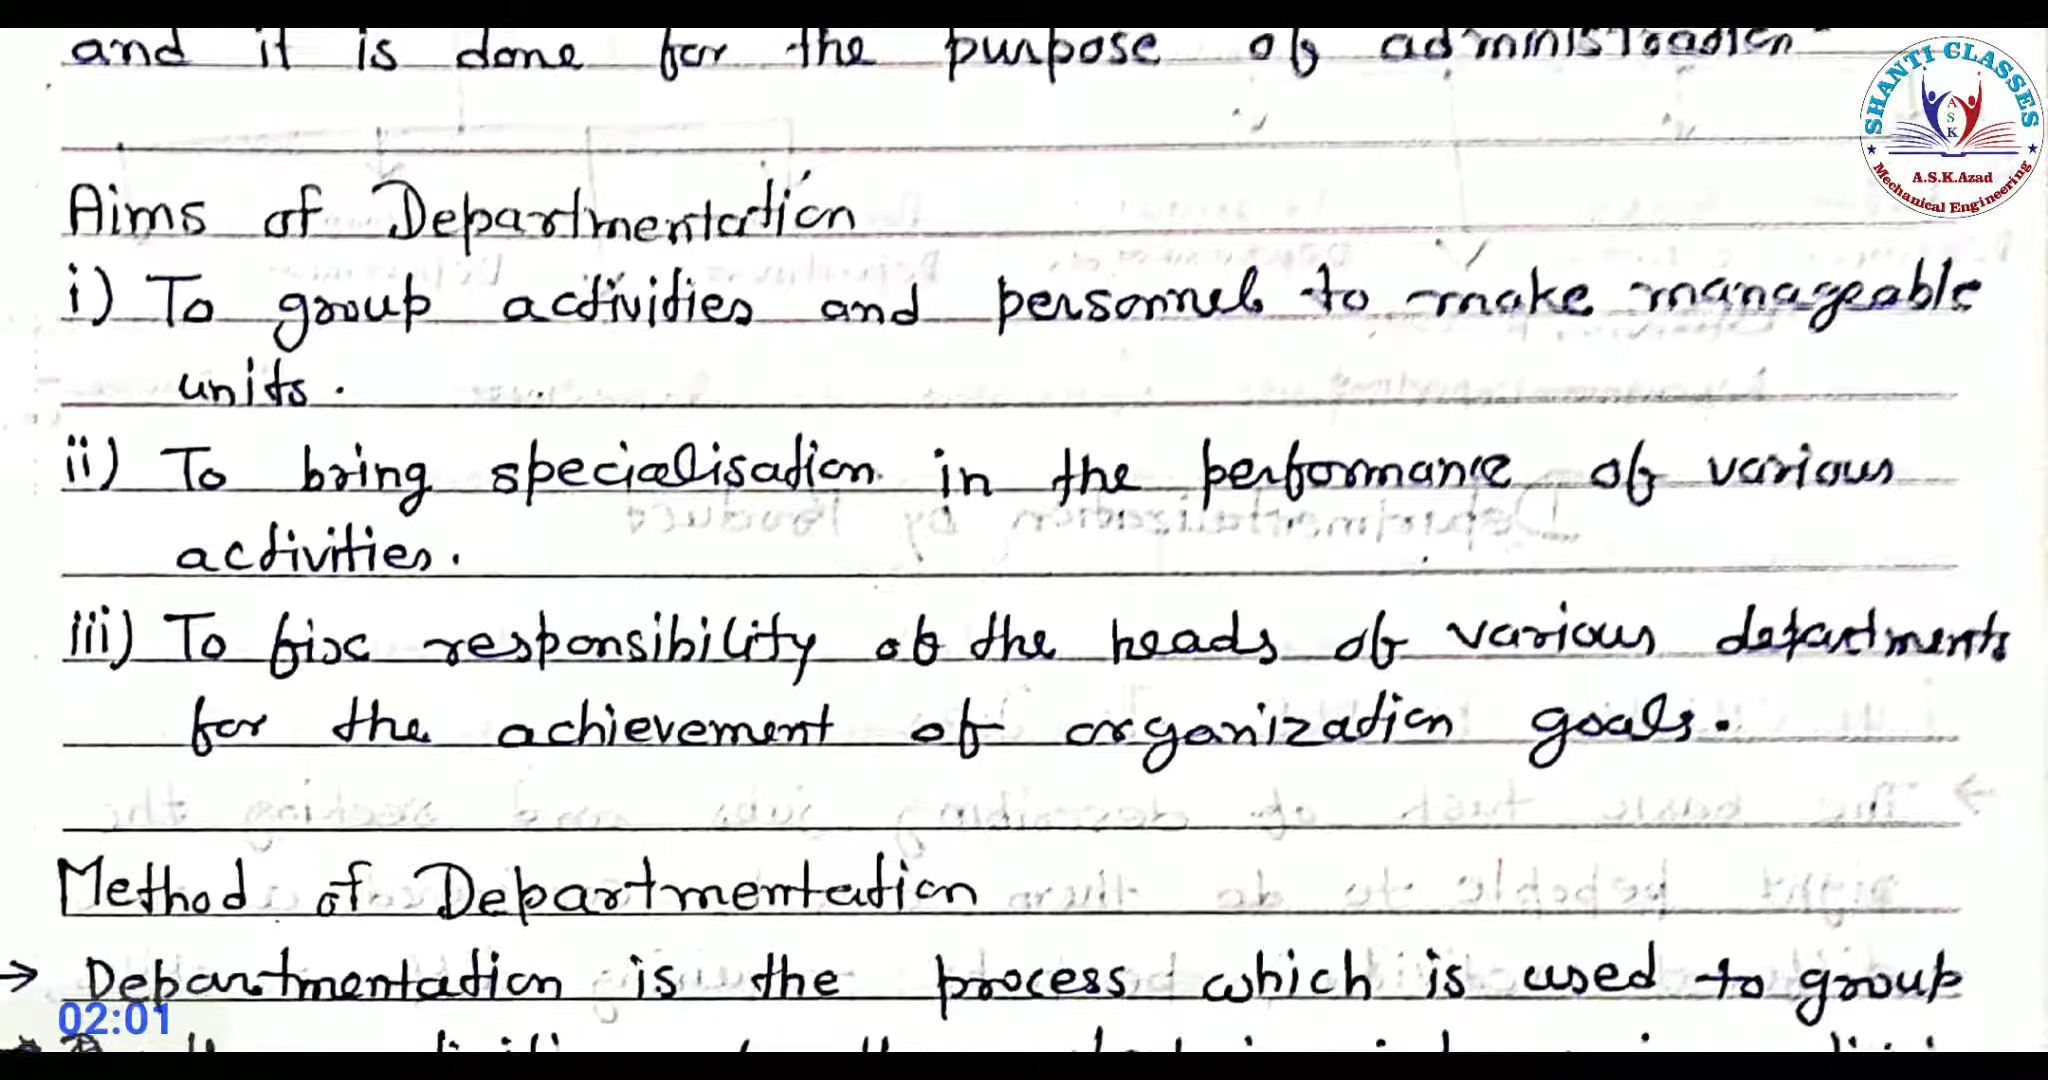 and it is done for the purpose of administration
SHANTI CLASSES
A
S
K
A.S.K.Azad
Mechanical Engineering
Aims of Departmentation
i) To group activities and personnel to make manageable
units.
ii) To bring specialisation in the performance of various
activities.
iii) To fix responsibility of the heads of various departments
for the achievement of organization goals.
Method of Departmentation
→ Departmentation is the process which is used to group
02:01